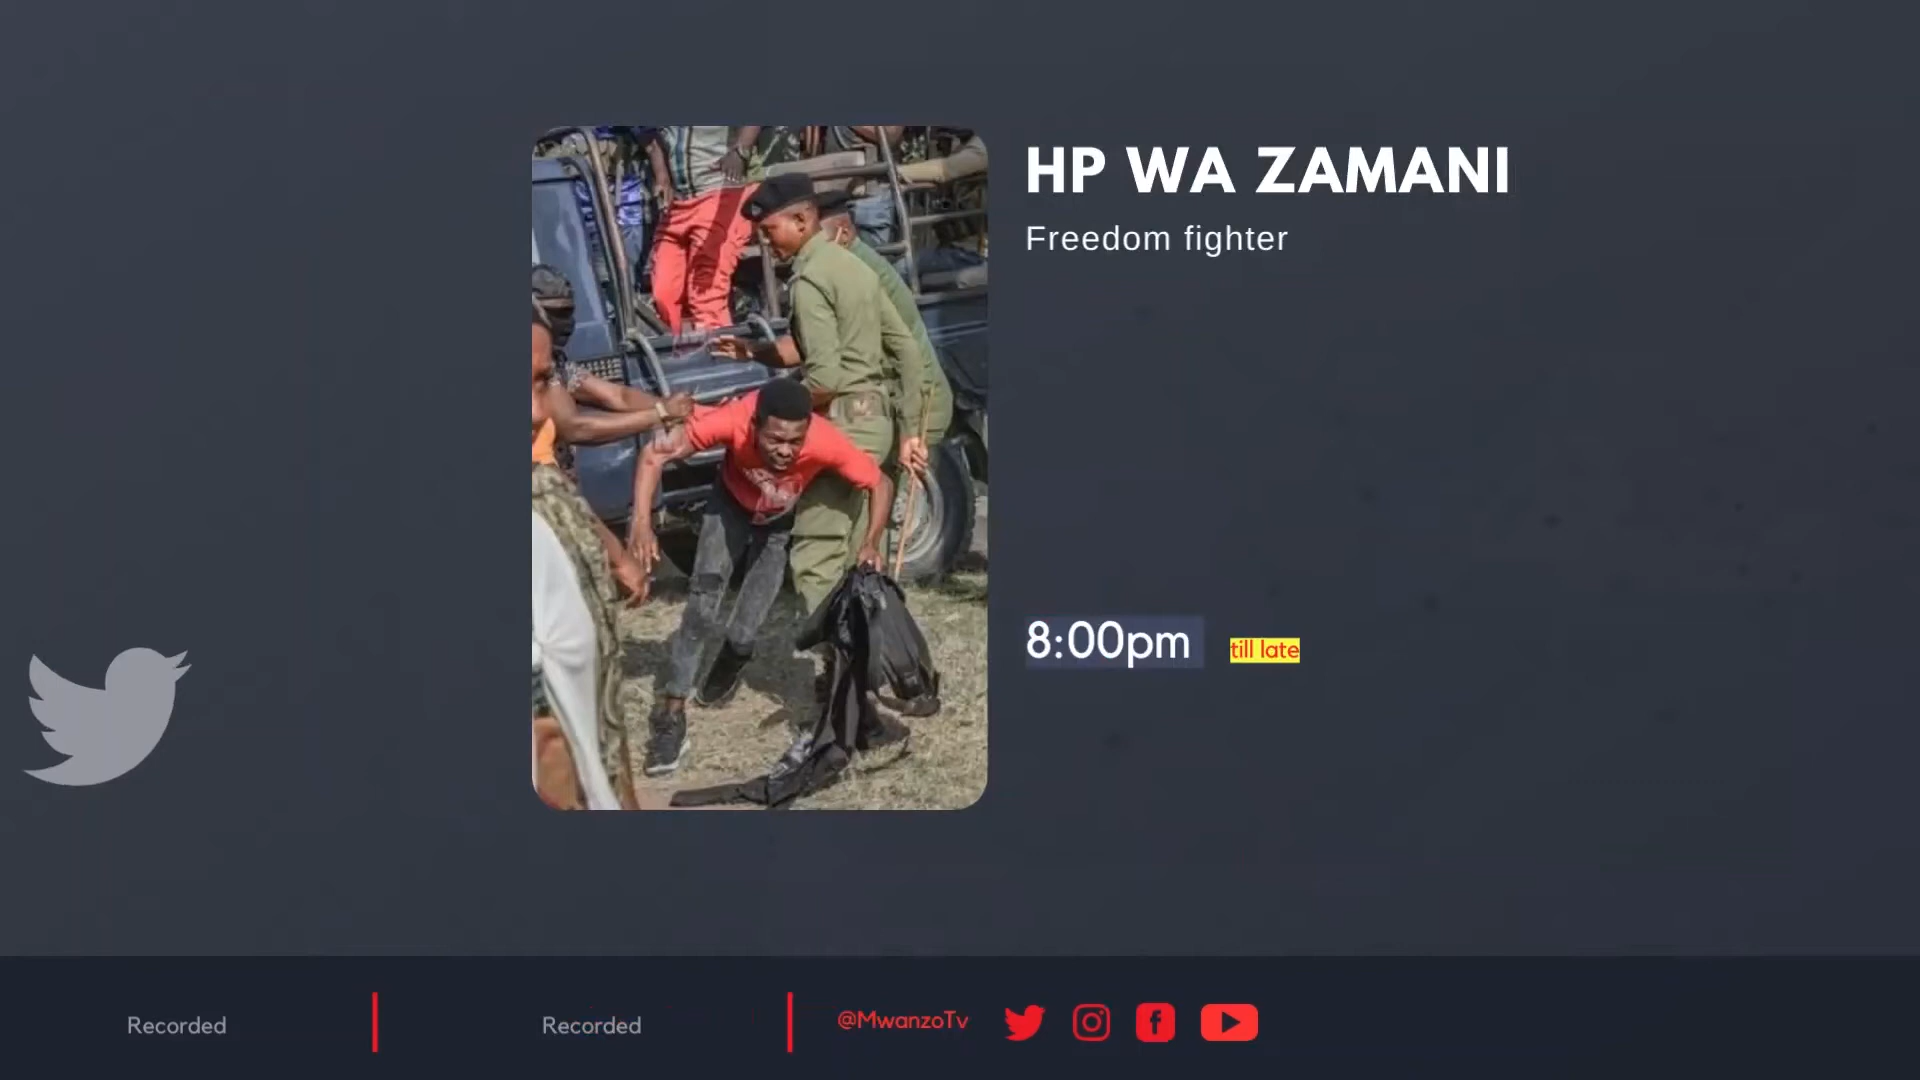 HP WA ZAMANI
Freedom fighter
8:00pm till late
Recorded
Recorded
@MwanzoTv